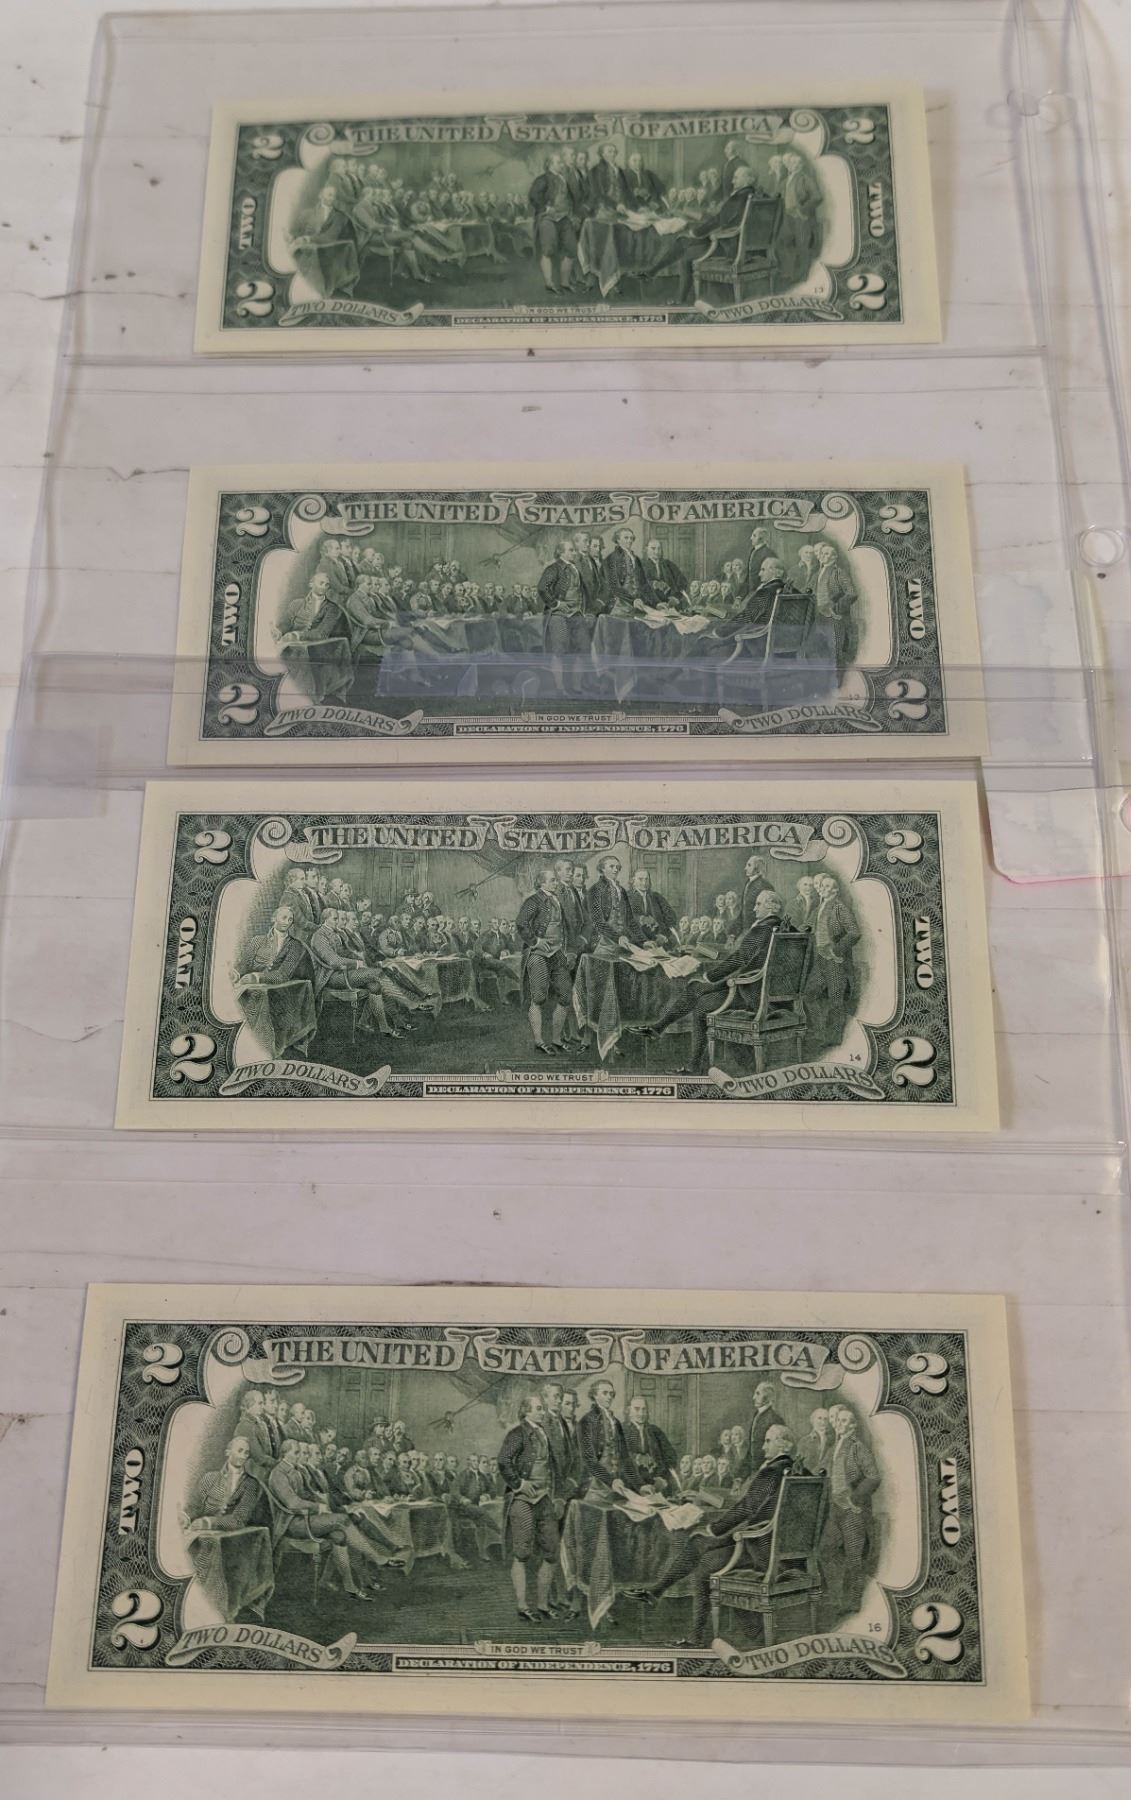 2 THE UNITED STATES OF AMERICA 2
TWO TWO
13
2 TWO DOLLARS IN GOD WE TRUST TWO DOLLARS 2
DECLARATION OF INDEPENDENCE, 1776
2 THE UNITED STATES OF AMERICA 2
TWO TWO
2 TWO DOLLARS IN GOD WE TRUST TWO DOLLARS 2
DECLARATION OF INDEPENDENCE, 1776
2 THE UNITED STATES OF AMERICA 2
TWO TWO
14
2 TWO DOLLARS IN GOD WE TRUST TWO DOLLARS 2
DECLARATION OF INDEPENDENCE, 1776
2 THE UNITED STATES OF AMERICA 2
TWO TWO
16
2 TWO DOLLARS IN GOD WE TRUST TWO DOLLARS 2
DECLARATION OF INDEPENDENCE, 1776